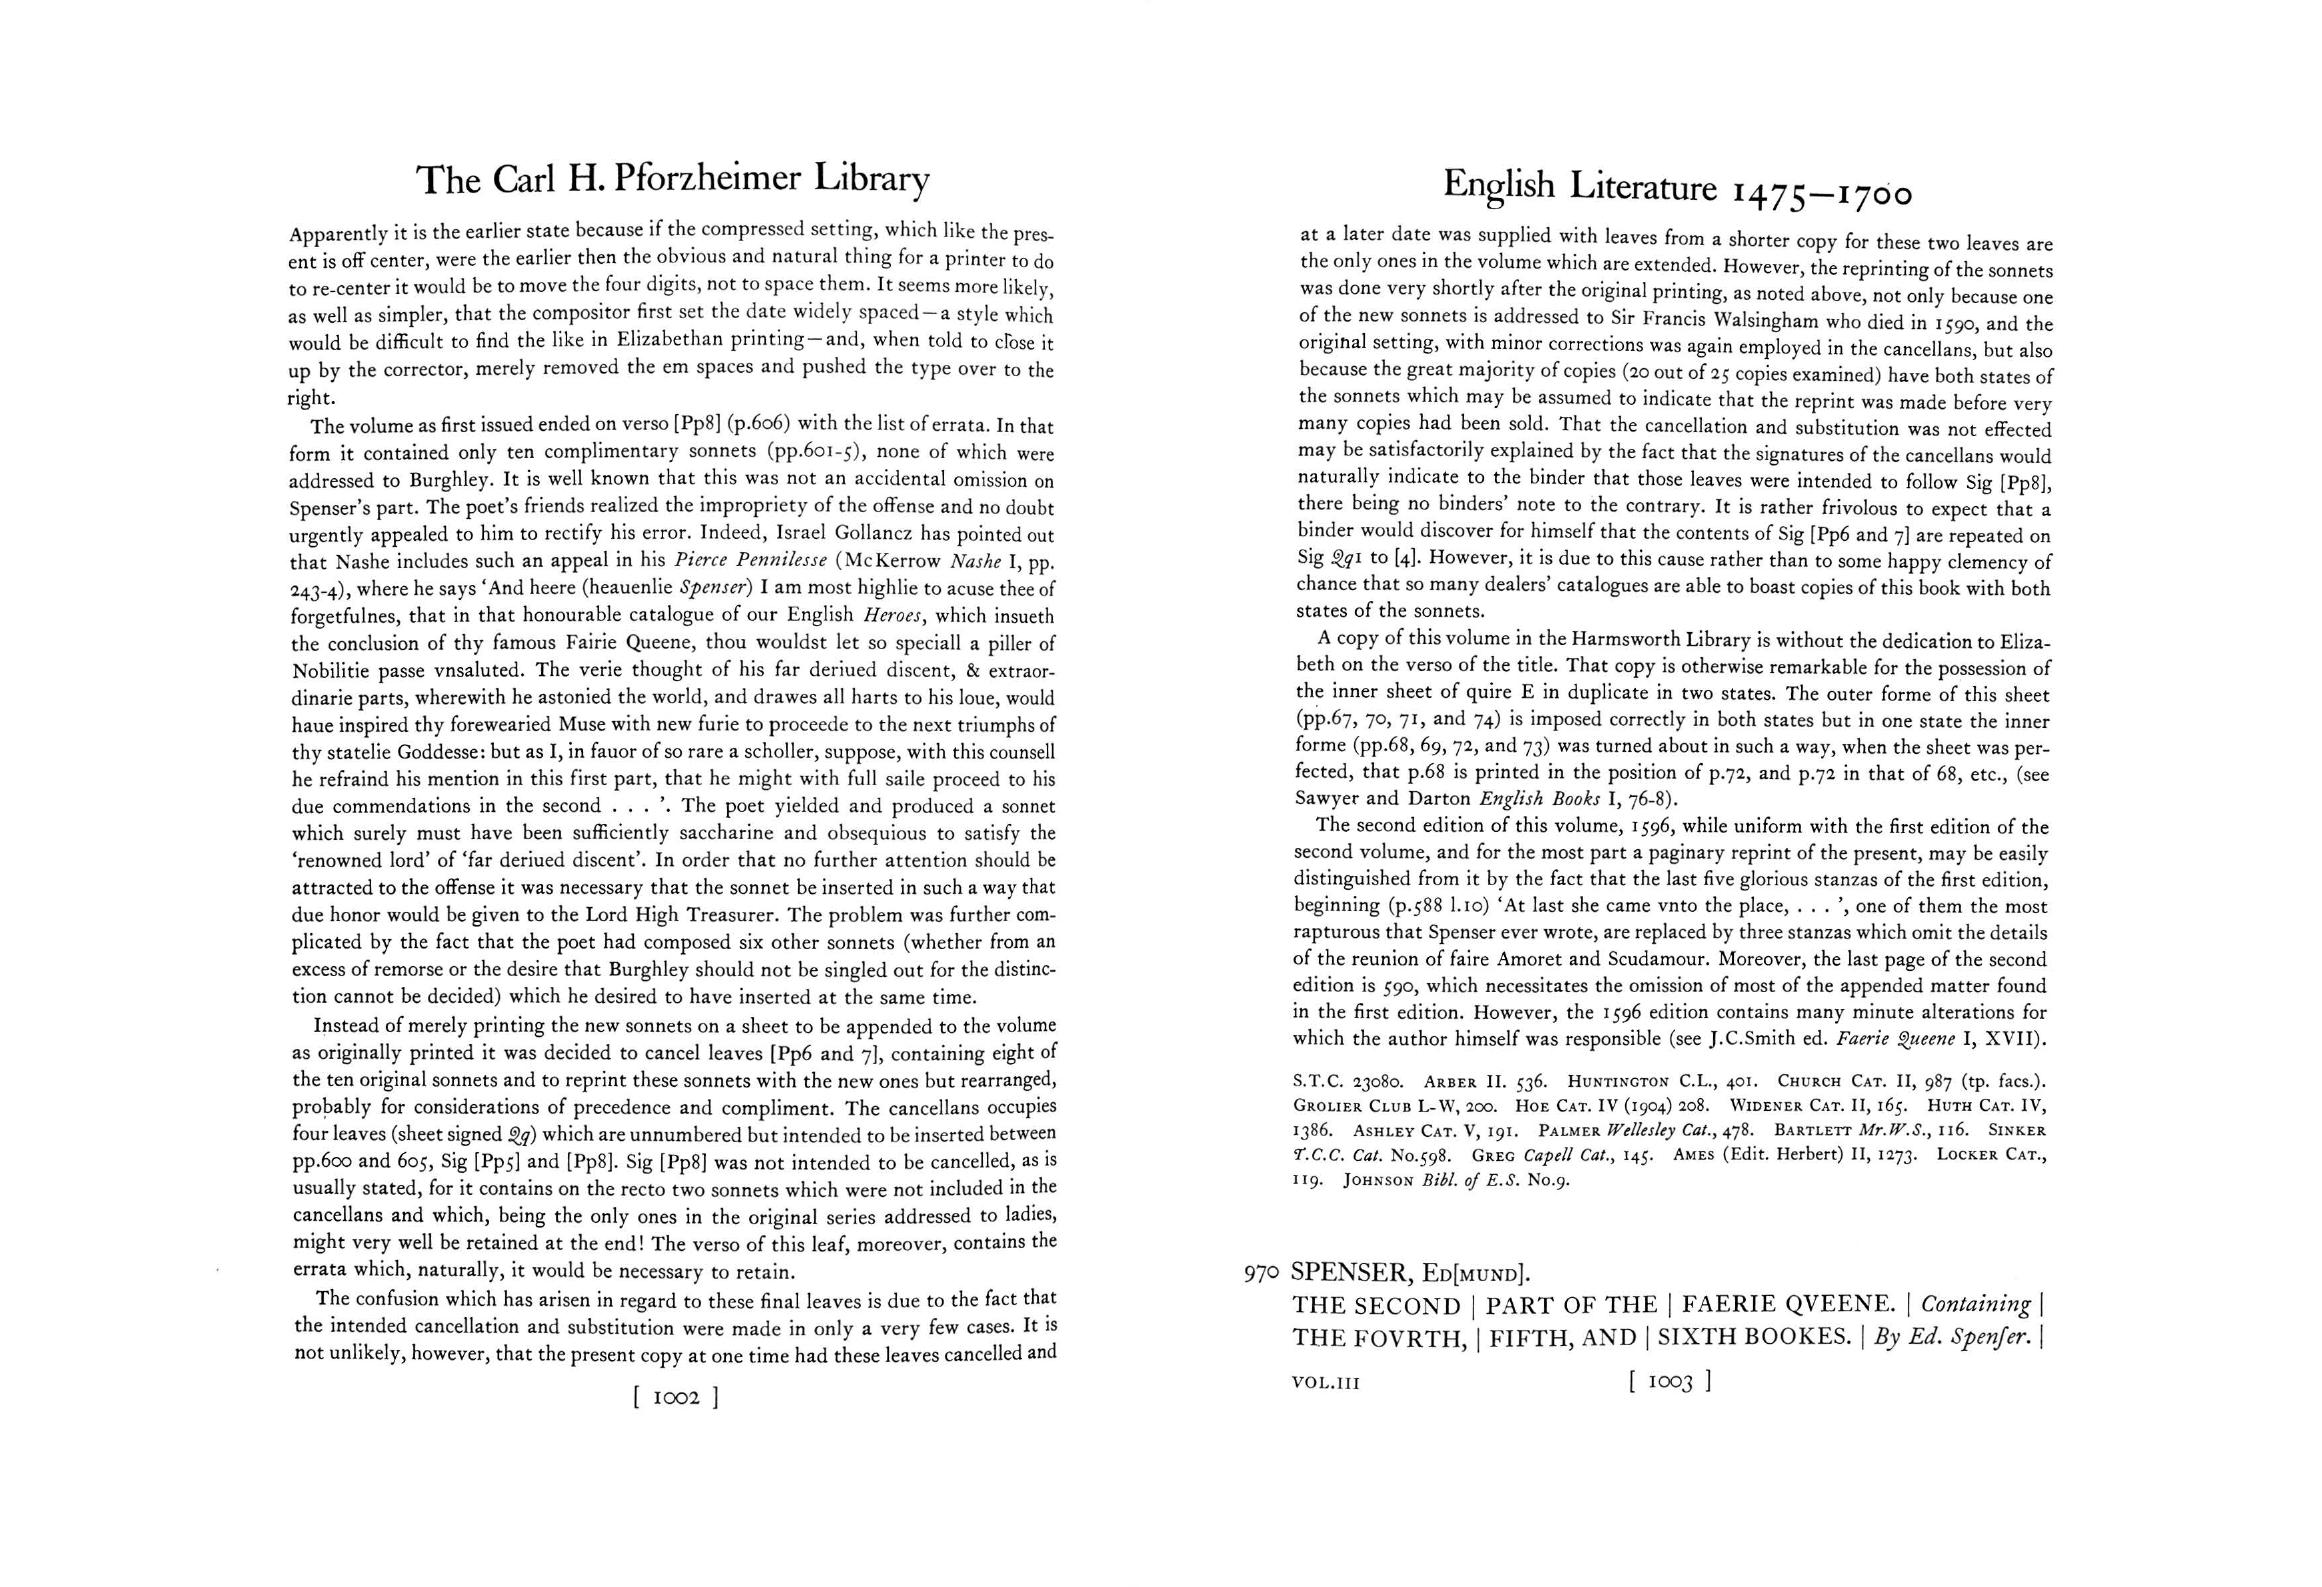 The Carl H. Pforzheimer Library
Apparently it is the earlier state because if the compressed setting, which like the pres-
ent is off center, were the earlier then the obvious and natural thing for a printer to do
to re-center it would be to move the four digits, not to space them. It seems more likely,
as well as simpler, that the compositor first set the date widely spaced—a style which
would be difficult to find the like in Elizabethan printing—and, when told to close it
up by the corrector, merely removed the em spaces and pushed the type over to the
right.
The volume as first issued ended on verso [Pp8] (p.606) with the list of errata. In that
form it contained only ten complimentary sonnets (pp.601-5), none of which were
addressed to Burghley. It is well known that this was not an accidental omission on
Spenser's part. The poet's friends realized the impropriety of the offense and no doubt
urgently appealed to him to rectify his error. Indeed, Israel Gollancz has pointed out
that Nashe includes such an appeal in his Pierce Pennilesse (McKerrow Nashe I, pp.
243-4), where he says ‘And heere (heauenlie Spenser) I am most highlie to acuse thee of
forgetfulnes, that in that honourable catalogue of our English Heroes, which insueth
the conclusion of thy famous Fairie Queene, thou wouldst let so speciall a piller of
Nobilitie passe vnsaluted. The verie thought of his far deriued discent, & extraor-
dinarie parts, wherewith he astonied the world, and drawes all harts to his loue, would
haue inspired thy forewearied Muse with new furie to proceede to the next triumphs of
thy statelie Goddesse: but as I, in fauor of so rare a scholler, suppose, with this counsell
he refraind his mention in this first part, that he might with full saile proceed to his
due commendations in the second . . . ’. The poet yielded and produced a sonnet
which surely must have been sufficiently saccharine and obsequious to satisfy the
‘renowned lord’ of ‘far deriued discent’. In order that no further attention should be
attracted to the offense it was necessary that the sonnet be inserted in such a way that
due honor would be given to the Lord High Treasurer. The problem was further com-
plicated by the fact that the poet had composed six other sonnets (whether from an
excess of remorse or the desire that Burghley should not be singled out for the distinc-
tion cannot be decided) which he desired to have inserted at the same time.
Instead of merely printing the new sonnets on a sheet to be appended to the volume
as originally printed it was decided to cancel leaves [Pp6 and 7], containing eight of
the ten original sonnets and to reprint these sonnets with the new ones but rearranged,
probably for considerations of precedence and compliment. The cancellans occupies
four leaves (sheet signed Qq) which are unnumbered but intended to be inserted between
pp.600 and 605, Sig [Pp5] and [Pp8]. Sig [Pp8] was not intended to be cancelled, as is
usually stated, for it contains on the recto two sonnets which were not included in the
cancellans and which, being the only ones in the original series addressed to ladies,
might very well be retained at the end! The verso of this leaf, moreover, contains the
errata which, naturally, it would be necessary to retain.
The confusion which has arisen in regard to these final leaves is due to the fact that
the intended cancellation and substitution were made in only a very few cases. It is
not unlikely, however, that the present copy at one time had these leaves cancelled and
[ 1002 ]
English Literature 1475—1700
at a later date was supplied with leaves from a shorter copy for these two leaves are
the only ones in the volume which are extended. However, the reprinting of the sonnets
was done very shortly after the original printing, as noted above, not only because one
of the new sonnets is addressed to Sir Francis Walsingham who died in 1590, and the
original setting, with minor corrections was again employed in the cancellans, but also
because the great majority of copies (20 out of 25 copies examined) have both states of
the sonnets which may be assumed to indicate that the reprint was made before very
many copies had been sold. That the cancellation and substitution was not effected
may be satisfactorily explained by the fact that the signatures of the cancellans would
naturally indicate to the binder that those leaves were intended to follow Sig [Pp8],
there being no binders' note to the contrary. It is rather frivolous to expect that a
binder would discover for himself that the contents of Sig [Pp6 and 7] are repeated on
Sig Qq1 to [4]. However, it is due to this cause rather than to some happy clemency of
chance that so many dealers' catalogues are able to boast copies of this book with both
states of the sonnets.
A copy of this volume in the Harmsworth Library is without the dedication to Eliza-
beth on the verso of the title. That copy is otherwise remarkable for the possession of
the inner sheet of quire E in duplicate in two states. The outer forme of this sheet
(pp.67, 70, 71, and 74) is imposed correctly in both states but in one state the inner
forme (pp.68, 69, 72, and 73) was turned about in such a way, when the sheet was per-
fected, that p.68 is printed in the position of p.72, and p.72 in that of 68, etc., (see
Sawyer and Darton English Books I, 76-8).
The second edition of this volume, 1596, while uniform with the first edition of the
second volume, and for the most part a paginary reprint of the present, may be easily
distinguished from it by the fact that the last five glorious stanzas of the first edition,
beginning (p.588 l.10) ‘At last she came vnto the place, . . . ’, one of them the most
rapturous that Spenser ever wrote, are replaced by three stanzas which omit the details
of the reunion of faire Amoret and Scudamour. Moreover, the last page of the second
edition is 590, which necessitates the omission of most of the appended matter found
in the first edition. However, the 1596 edition contains many minute alterations for
which the author himself was responsible (see J.C.Smith ed. Faerie Queene I, XVII).
S.T.C. 23080. ARBER II. 536. HUNTINGTON C.L., 401. CHURCH CAT. II, 987 (tp. facs.).
GROLIER CLUB L-W, 200. HOE CAT. IV (1904) 208. WIDENER CAT. II, 165. HUTH CAT. IV,
1386. ASHLEY CAT. V, 191. PALMER Wellesley Cat., 478. BARTLETT Mr.W.S., 116. SINKER
T.C.C. Cat. No.598. GREG Capell Cat., 145. AMES (Edit. Herbert) II, 1273. LOCKER CAT.,
119. JOHNSON Bibl. of E.S. No.9.
970 SPENSER, ED[MUND].
THE SECOND | PART OF THE | FAERIE QVEENE. | Containing |
THE FOVRTH, | FIFTH, AND | SIXTH BOOKES. | By Ed. Spenſer. |
VOL.III
[ 1003 ]